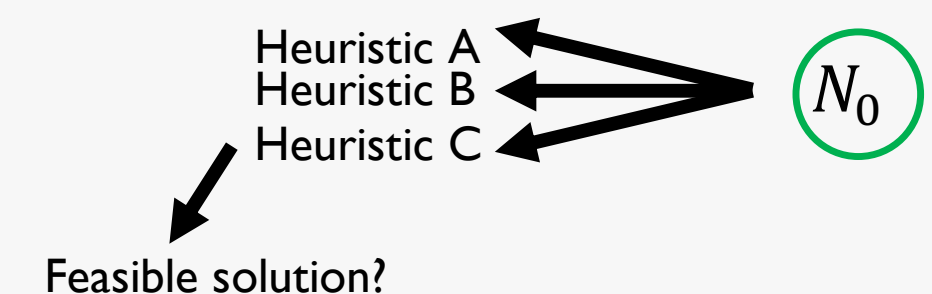 Heuristic A
Heuristic B
Heuristic C
N₀
Feasible solution?